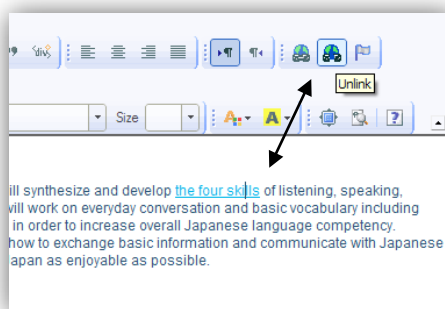 Unlink
Size
ill synthesize and develop the four skills of listening, speaking,
will work on everyday conversation and basic vocabulary including
in order to increase overall Japanese language competency.
how to exchange basic information and communicate with Japanese
apan as enjoyable as possible.